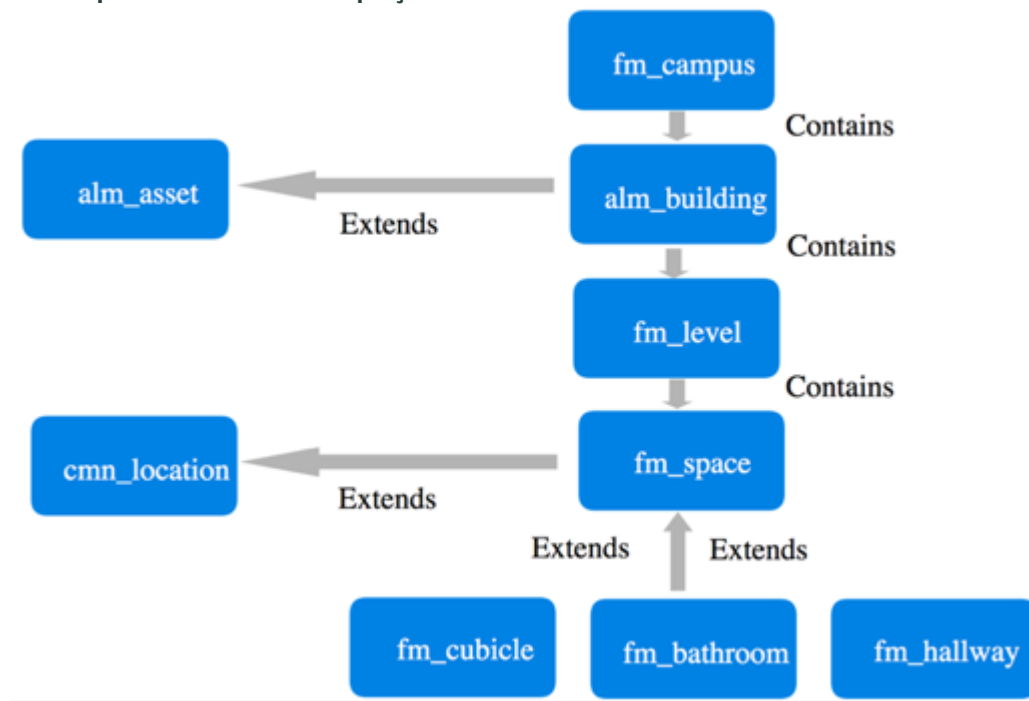 fm_campus
Contains
alm_asset
alm_building
Extends
Contains
fm_level
Contains
cmn_location
fm_space
Extends
Extends
Extends
fm_cubicle
fm_bathroom
fm_hallway